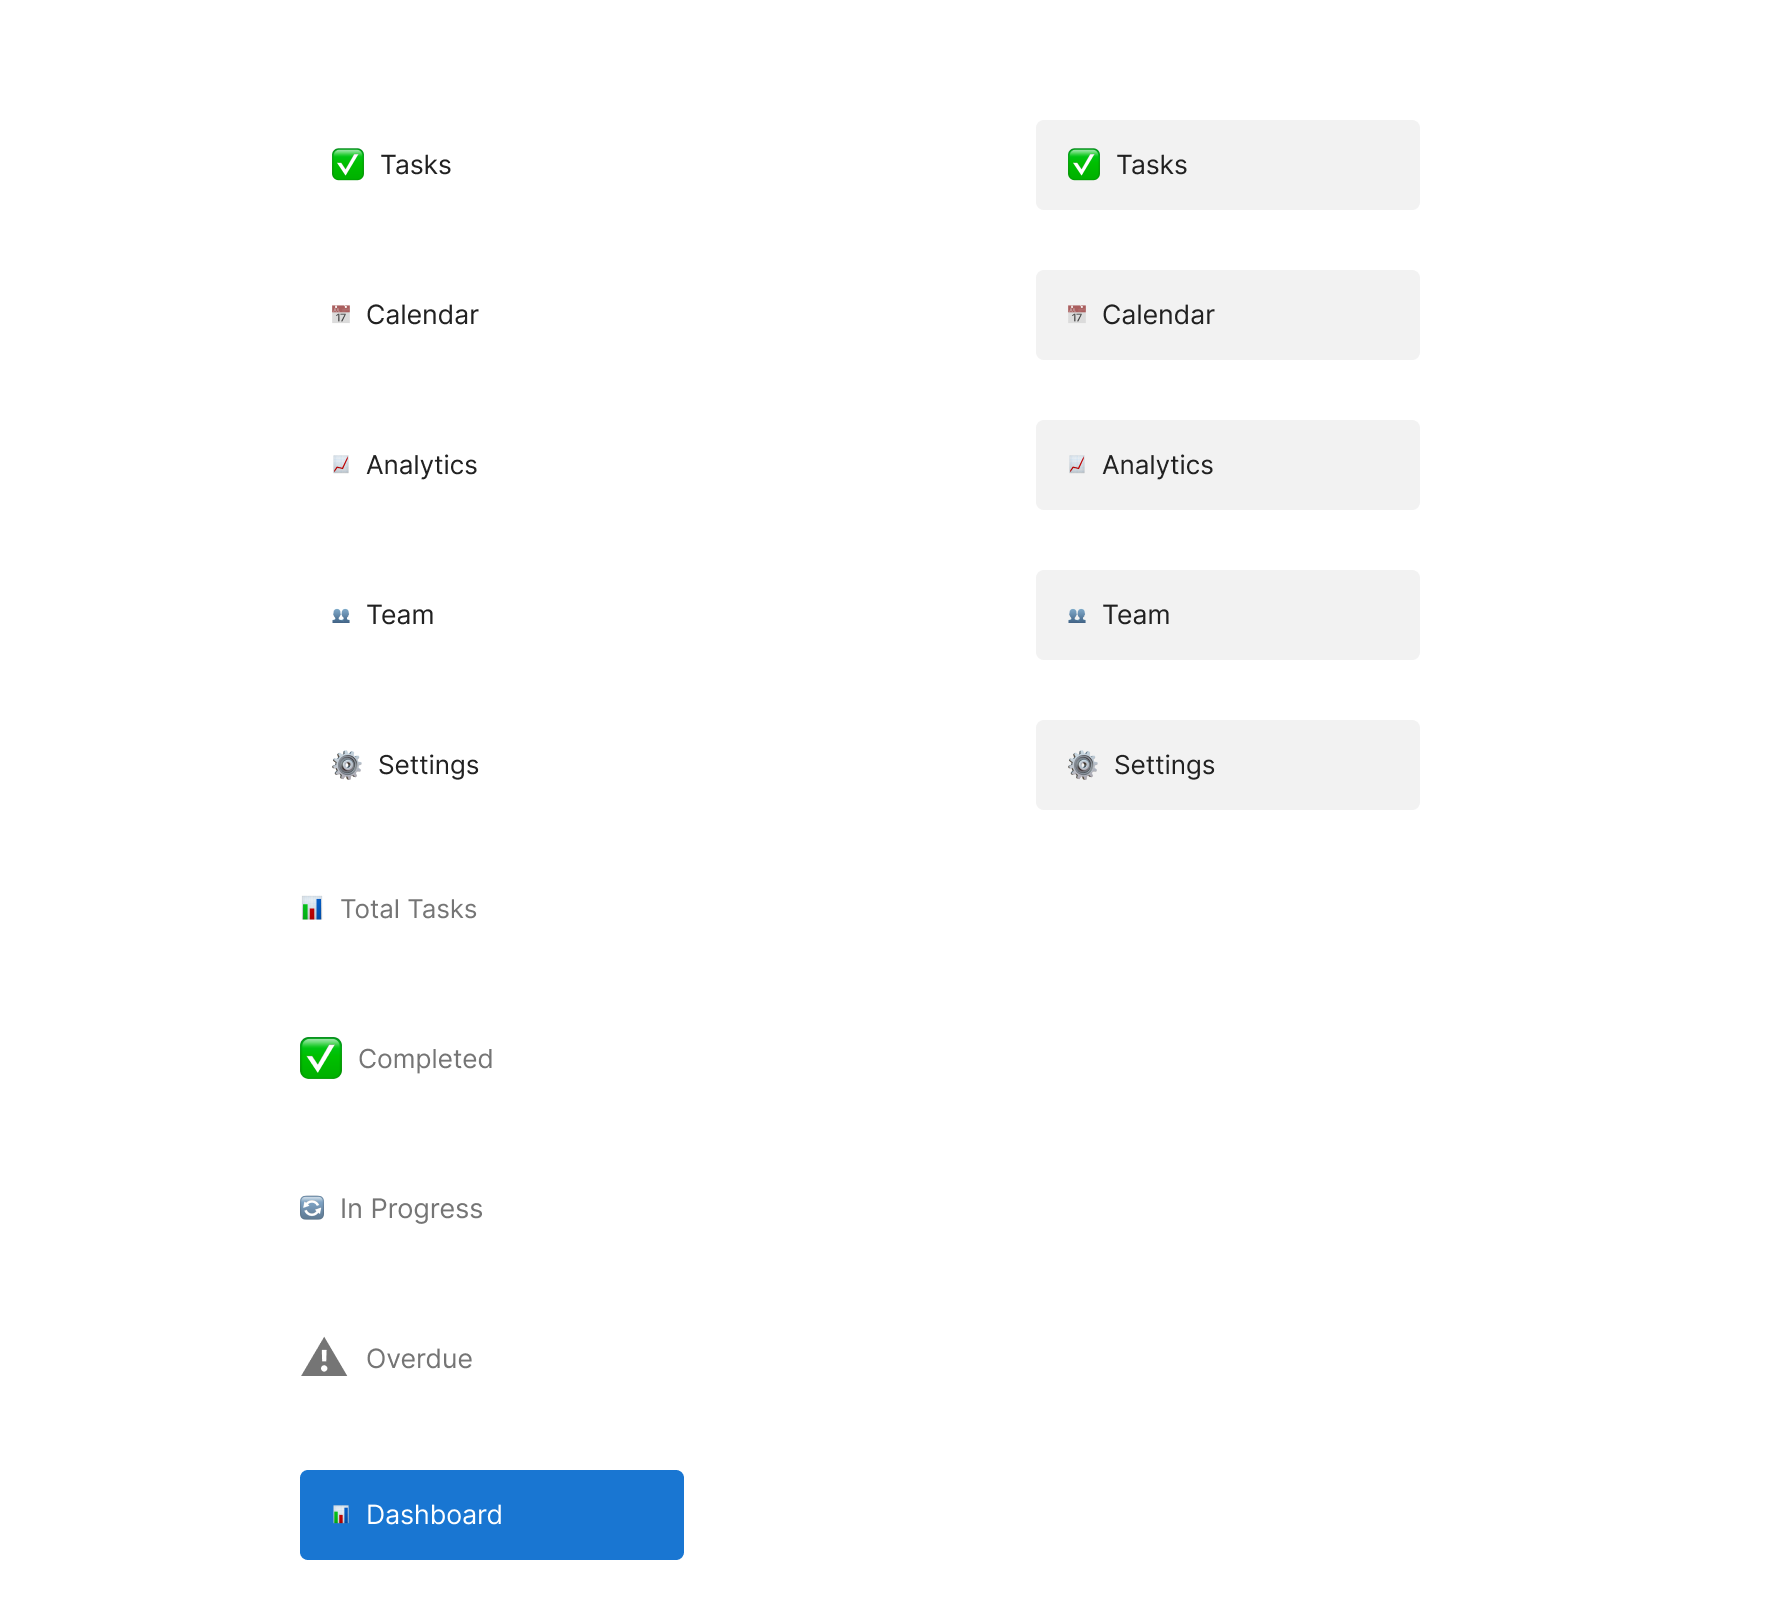 Tasks
Tasks
Calendar
Calendar
Analytics
Analytics
Team
Team
Settings
Settings
Total Tasks
Completed
In Progress
Overdue
Dashboard